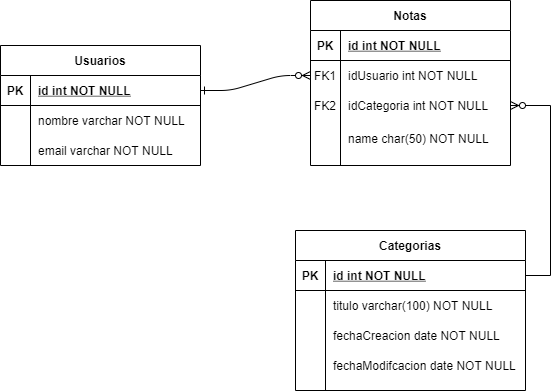 Usuarios
PK id int NOT NULL
nombre varchar NOT NULL
email varchar NOT NULL
Notas
PK id int NOT NULL
FK1 idUsuario int NOT NULL
FK2 idCategoria int NOT NULL
name char(50) NOT NULL
Categorias
PK id int NOT NULL
titulo varchar(100) NOT NULL
fechaCreacion date NOT NULL
fechaModifcacion date NOT NULL